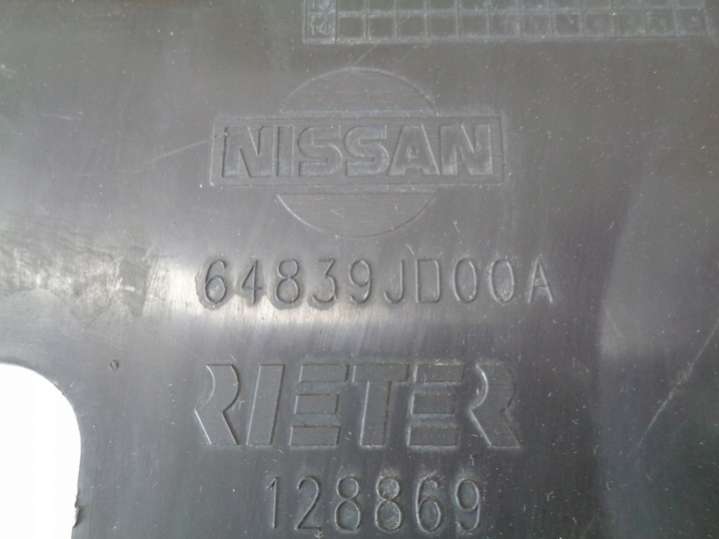 NISSAN
64839JD00A
RIETER
128869